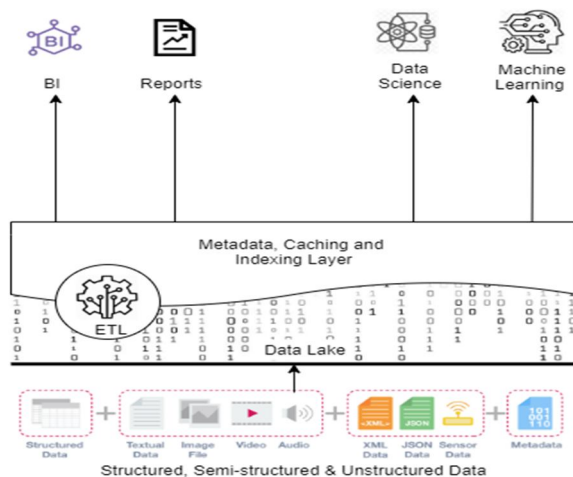 BI
BI
Reports
Data
Science
Machine
Learning
Metadata, Caching and
Indexing Layer
ETL
Data Lake
<XML>
JSON
191
001
110
Structured
Data
Textual
Data
Image
File
Video
Audio
XML
Data
JSON
Data
Sensor
Data
Metadata
Structured, Semi-structured & Unstructured Data